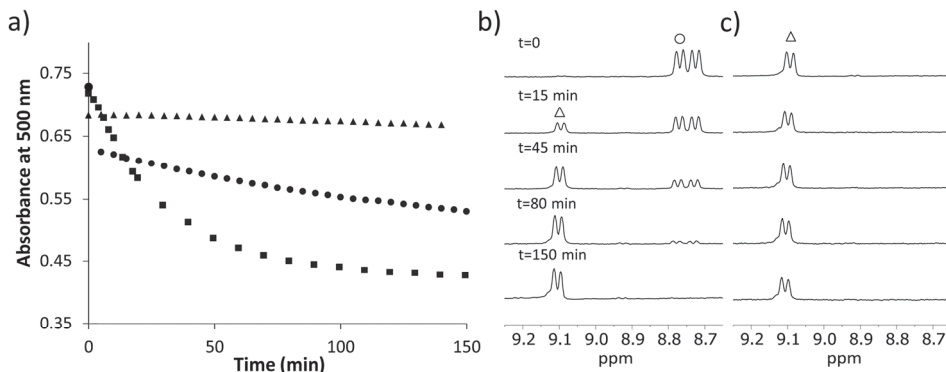 a)
Absorbance at 500 nm
0.75
0.65
0.55
0.45
0.35
0
50
100
150
Time (min)
b)
t=0
t=15 min
t=45 min
t=80 min
t=150 min
9.2 9.1 9.0 8.9 8.8 8.7
ppm
c)
9.2 9.1 9.0 8.9 8.8 8.7
ppm